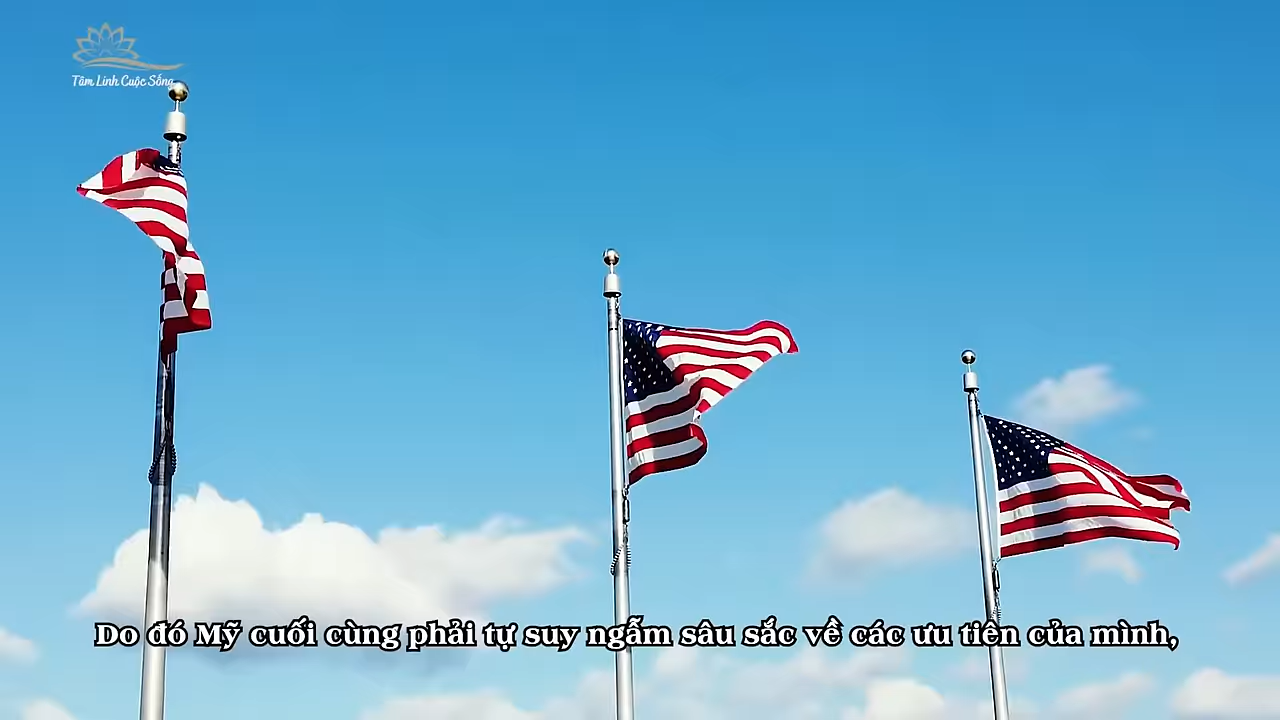 Tâm Linh Cuộc Sống
Do đó Mỹ cuối cùng phải tự suy ngẫm sâu sắc về các ưu tiên của mình,